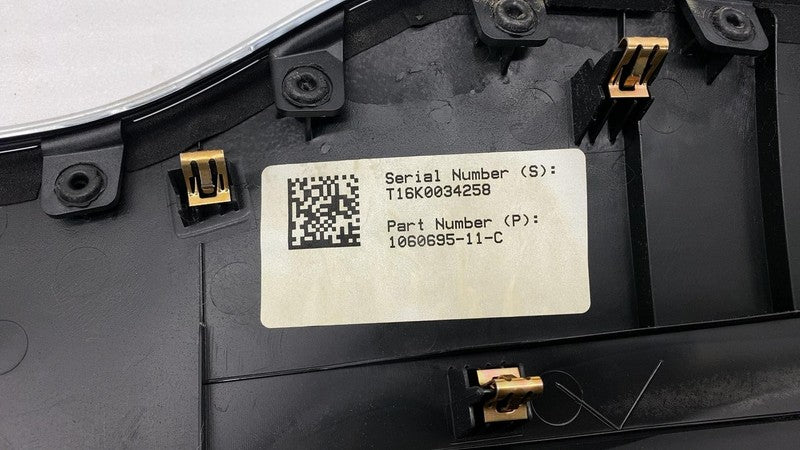 Serial Number (S):
T16K0034258
Part Number (P):
1060695-11-C